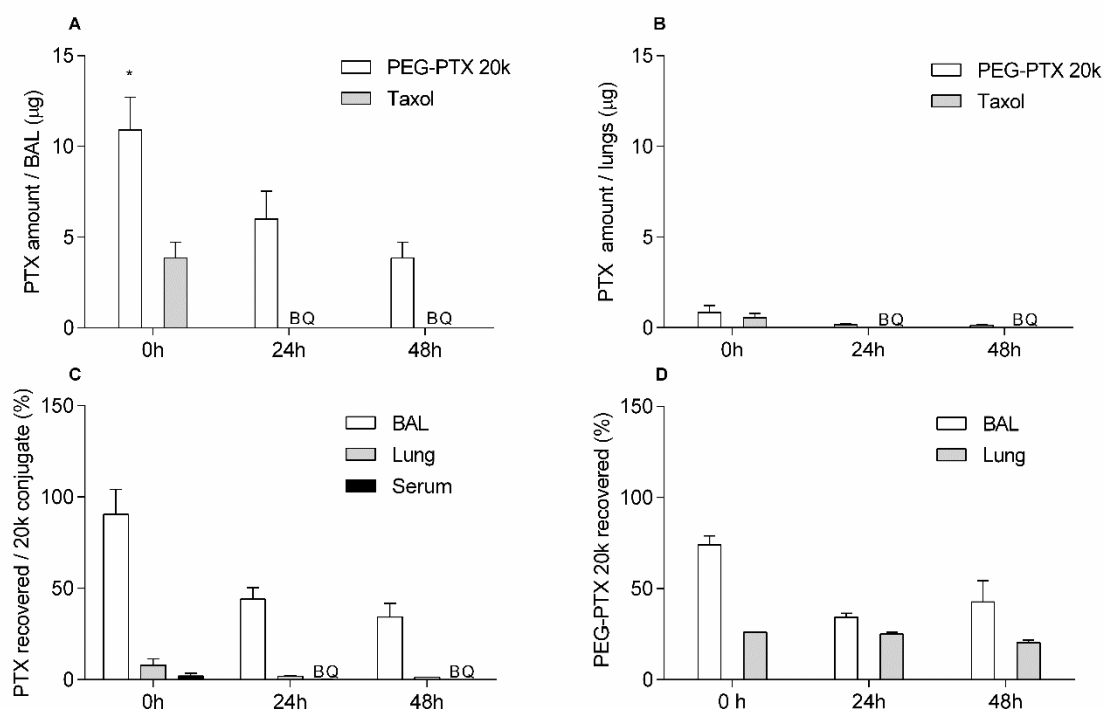 A
PTX amount / BAL (µg)
15
10
5
0
*
PEG-PTX 20k
Taxol
BQ
BQ
0h
24h
48h
B
PTX amount / lungs (µg)
15
10
5
0
PEG-PTX 20k
Taxol
BQ
BQ
0h
24h
48h
C
PTX recovered / 20k conjugate (%)
150
100
50
0
BAL
Lung
Serum
BQ
BQ
0h
24h
48h
D
PEG-PTX 20k recovered (%)
150
100
50
0
BAL
Lung
0 h
24h
48h